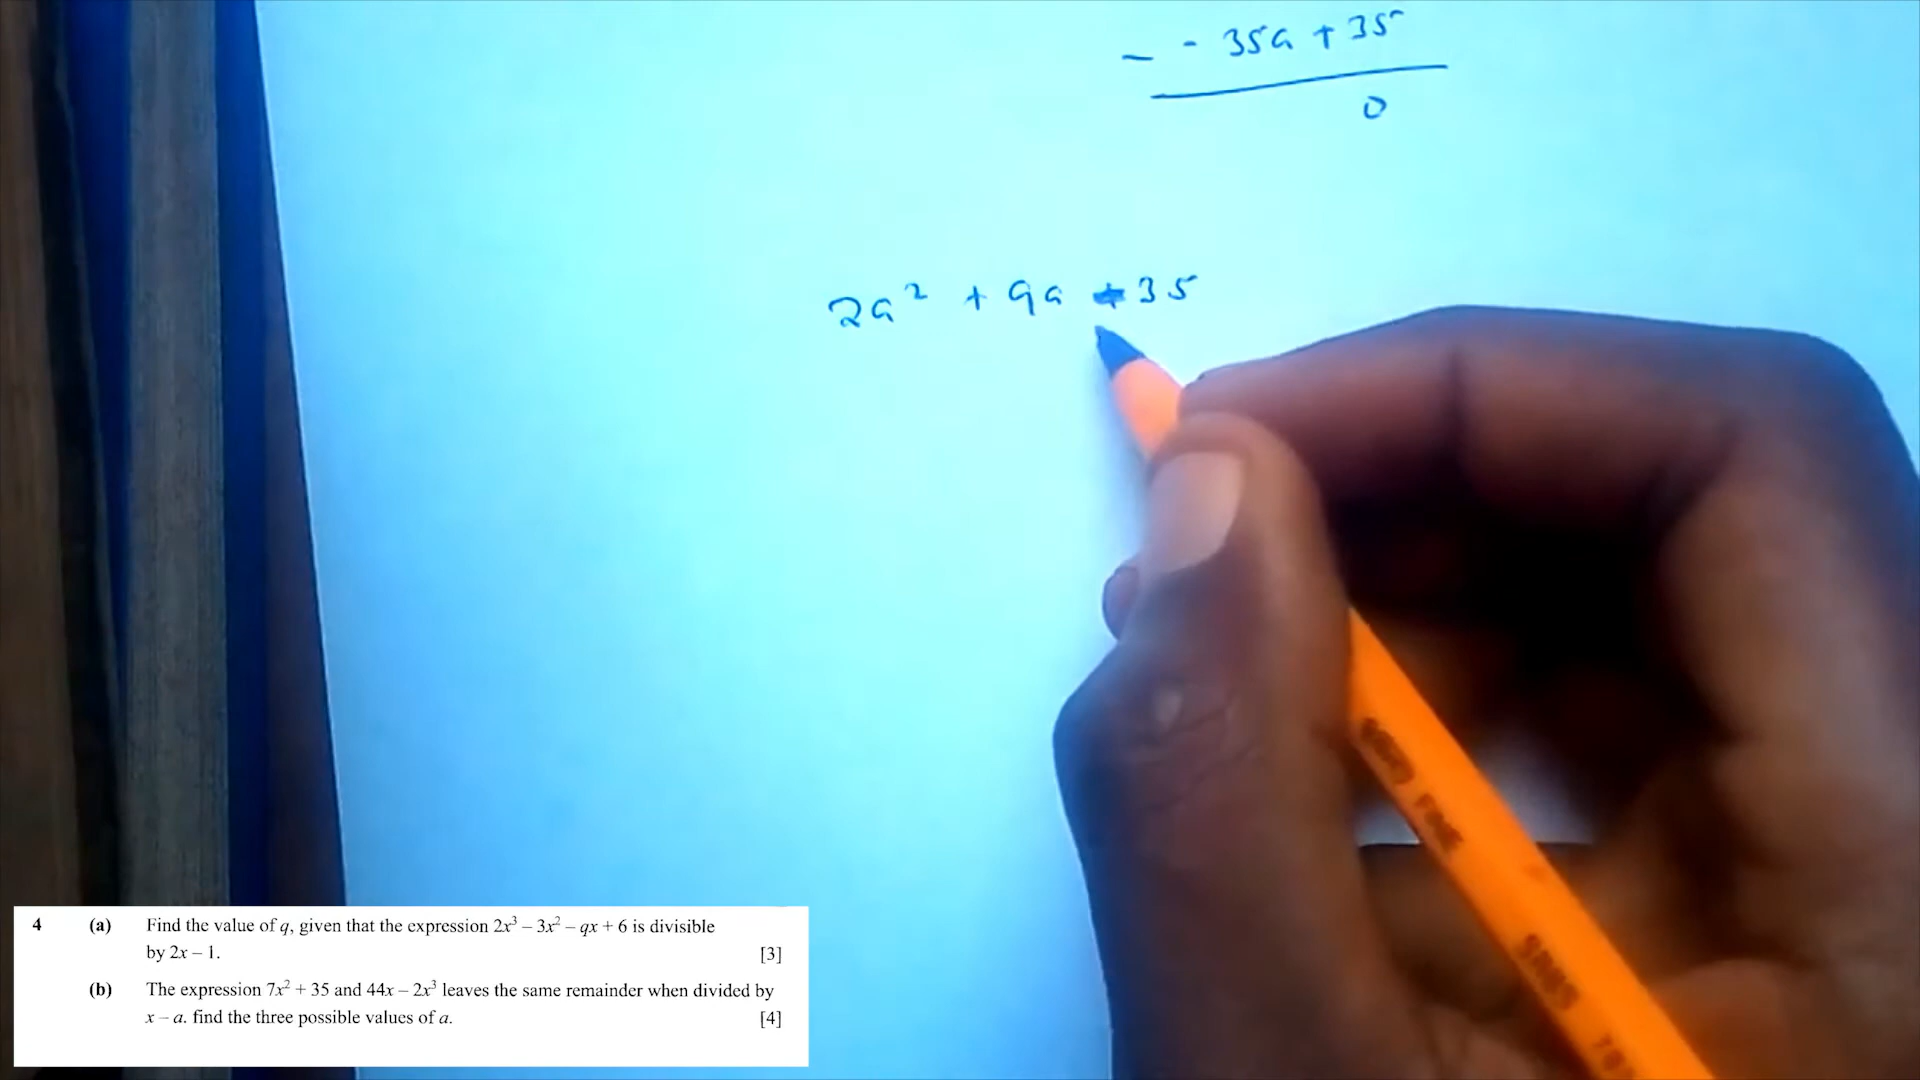 - - 35a + 35
0
2a² + 9a - 35
4 (a) Find the value of q, given that the expression 2x³ – 3x² – qx + 6 is divisible
by 2x – 1. [3]
(b) The expression 7x² + 35 and 44x – 2x³ leaves the same remainder when divided by
x – a. find the three possible values of a. [4]